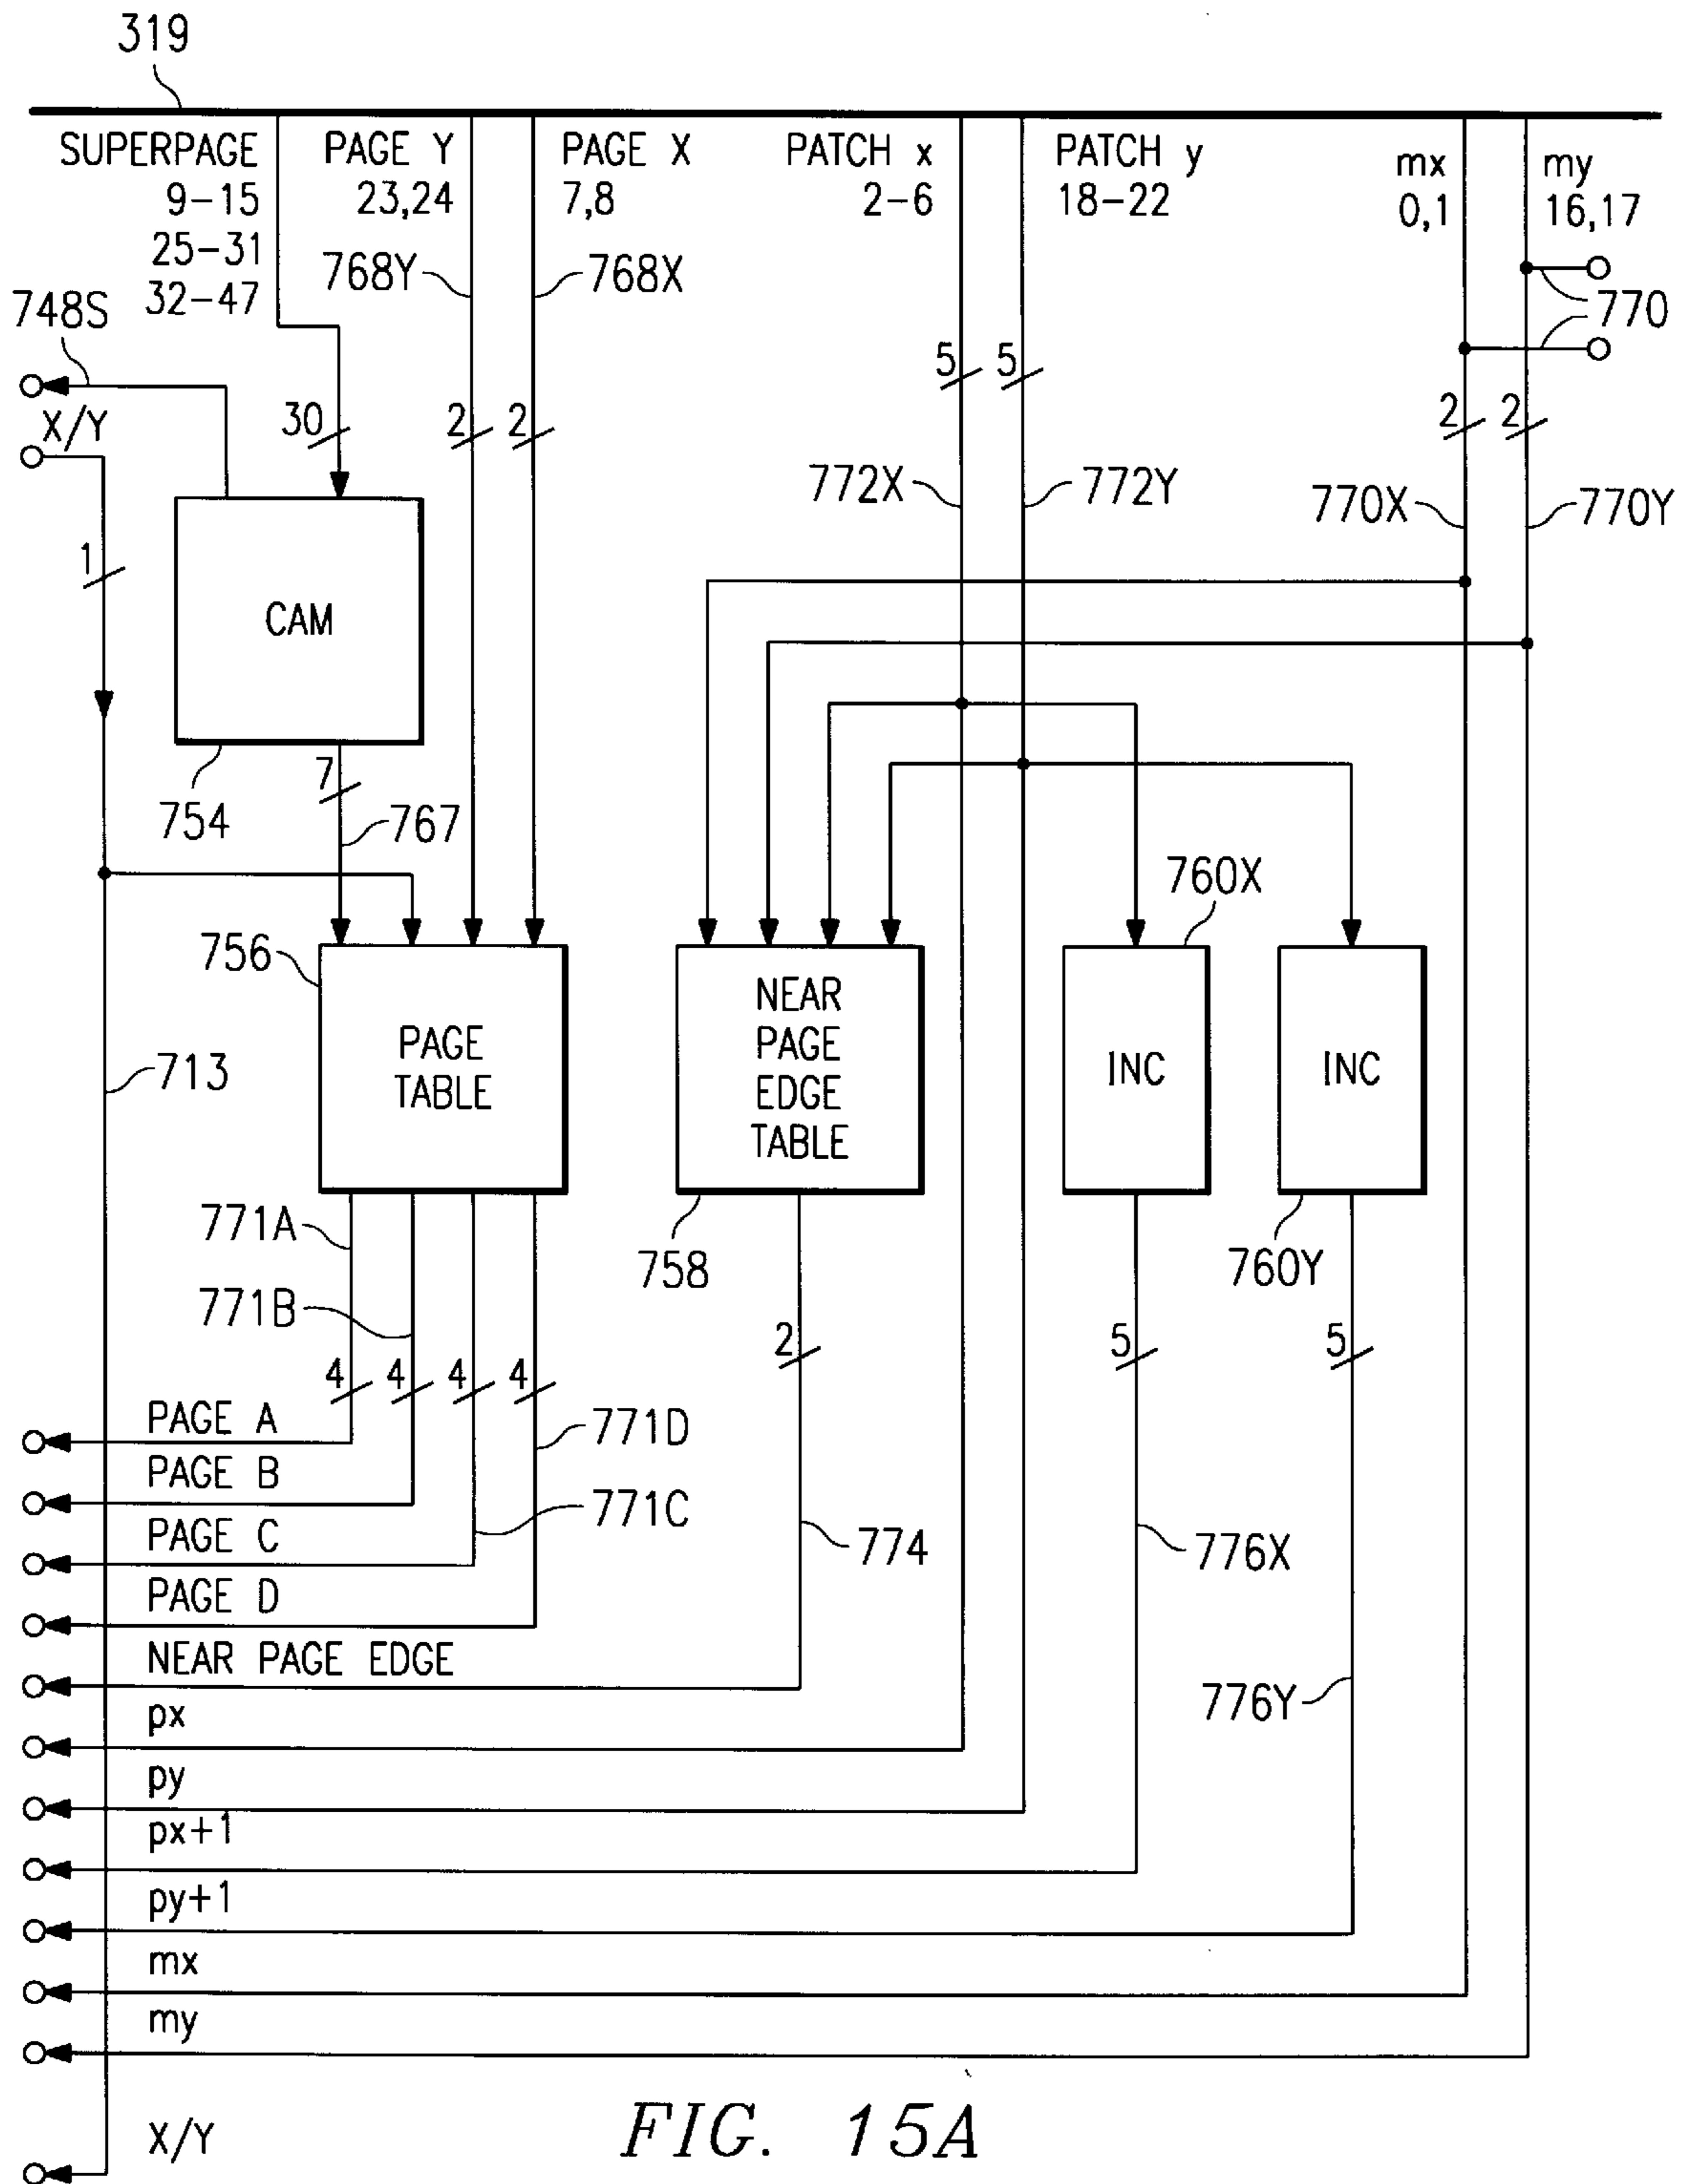 319
SUPERPAGE
9-15
25-31
32-47
PAGE Y
23,24
PAGE X
7,8
PATCH x
2-6
PATCH y
18-22
mx
0,1
my
16,17
768Y
768X
748S
770
X/Y
30
2
2
5
5
2
2
772X
772Y
770X
770Y
1
CAM
7
754
767
760X
756
PAGE
TABLE
NEAR
PAGE
EDGE
TABLE
INC
INC
713
771A
758
760Y
771B
2
5
5
4
4
4
4
PAGE A
771D
PAGE B
771C
PAGE C
774
776X
PAGE D
NEAR PAGE EDGE
776Y
px
py
px+1
py+1
mx
my
X/Y
FIG. 15A